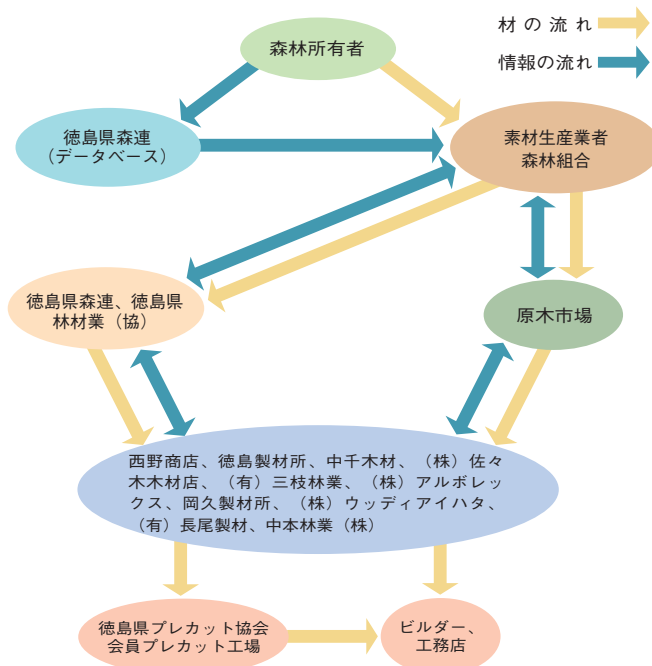 森林所有者
材の流れ
情報の流れ
徳島県森連
（データベース）
素材生産業者
森林組合
徳島県森連、徳島県
林材業（協）
原木市場
西野商店、徳島製材所、中千木材、（株）佐々
木木材店、（有）三枝林業、（株）アルボレッ
クス、岡久製材所、（株）ウッディアイハタ、
（有）長尾製材、中本林業（株）
徳島県プレカット協会
会員プレカット工場
ビルダー、
工務店